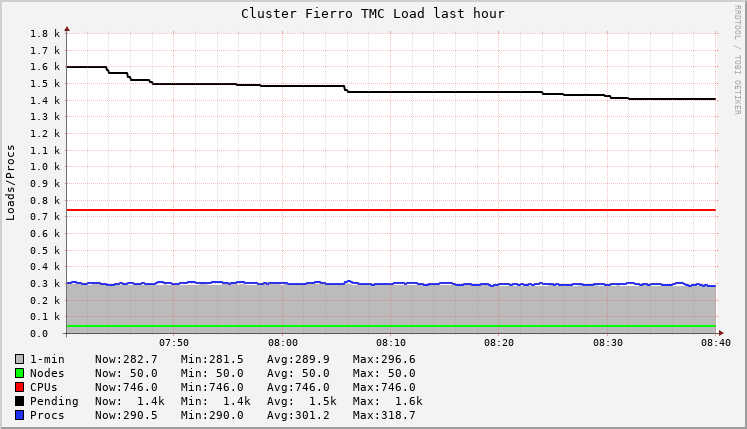 Cluster Fierro TMC Load last hour
RRDTOOL / TOBI OETIKER
Loads/Procs
1.8 k
1.7 k
1.6 k
1.5 k
1.4 k
1.3 k
1.2 k
1.1 k
1.0 k
0.9 k
0.8 k
0.7 k
0.6 k
0.5 k
0.4 k
0.3 k
0.2 k
0.1 k
0.0
07:50 08:00 08:10 08:20 08:30 08:40
1-min Now:282.7 Min:281.5 Avg:289.9 Max:296.6
Nodes Now: 50.0 Min: 50.0 Avg: 50.0 Max: 50.0
CPUs Now:746.0 Min:746.0 Avg:746.0 Max:746.0
Pending Now: 1.4k Min: 1.4k Avg: 1.5k Max: 1.6k
Procs Now:290.5 Min:290.0 Avg:301.2 Max:318.7